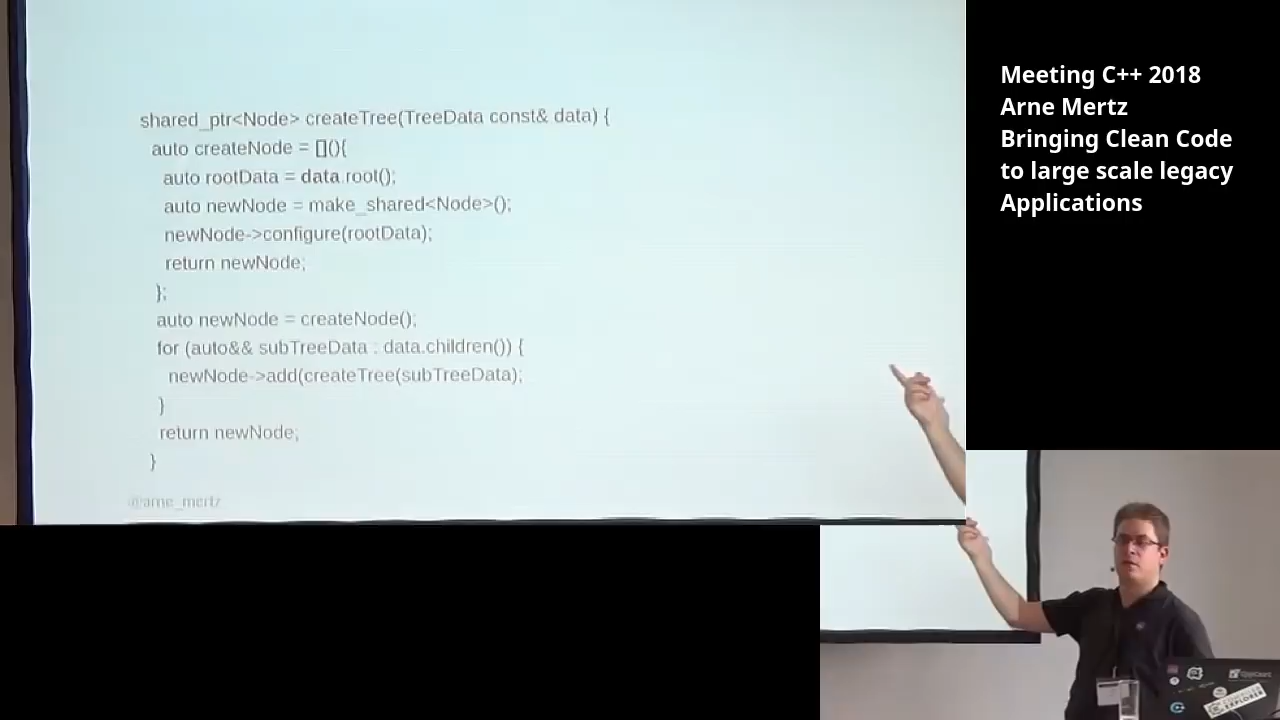 shared_ptr<Node> createTree(TreeData const& data) {
auto createNode = [](){
auto rootData = data.root();
auto newNode = make_shared<Node>();
newNode->configure(rootData);
return newNode;
};
auto newNode = createNode();
for (auto&& subTreeData : data.children()) {
newNode->add(createTree(subTreeData);
}
return newNode;
}
@arne_mertz
Meeting C++ 2018
Arne Mertz
Bringing Clean Code
to large scale legacy
Applications
EXPLORER